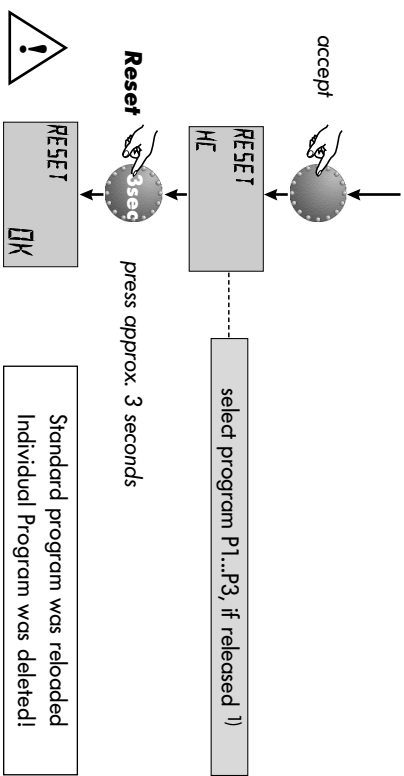 accept
RESET
HC
select program P1...P3, if released 1)
Reset
3sec
press approx. 3 seconds
RESET
OK
!
Standard program was reloaded
Individual Program was deleted!